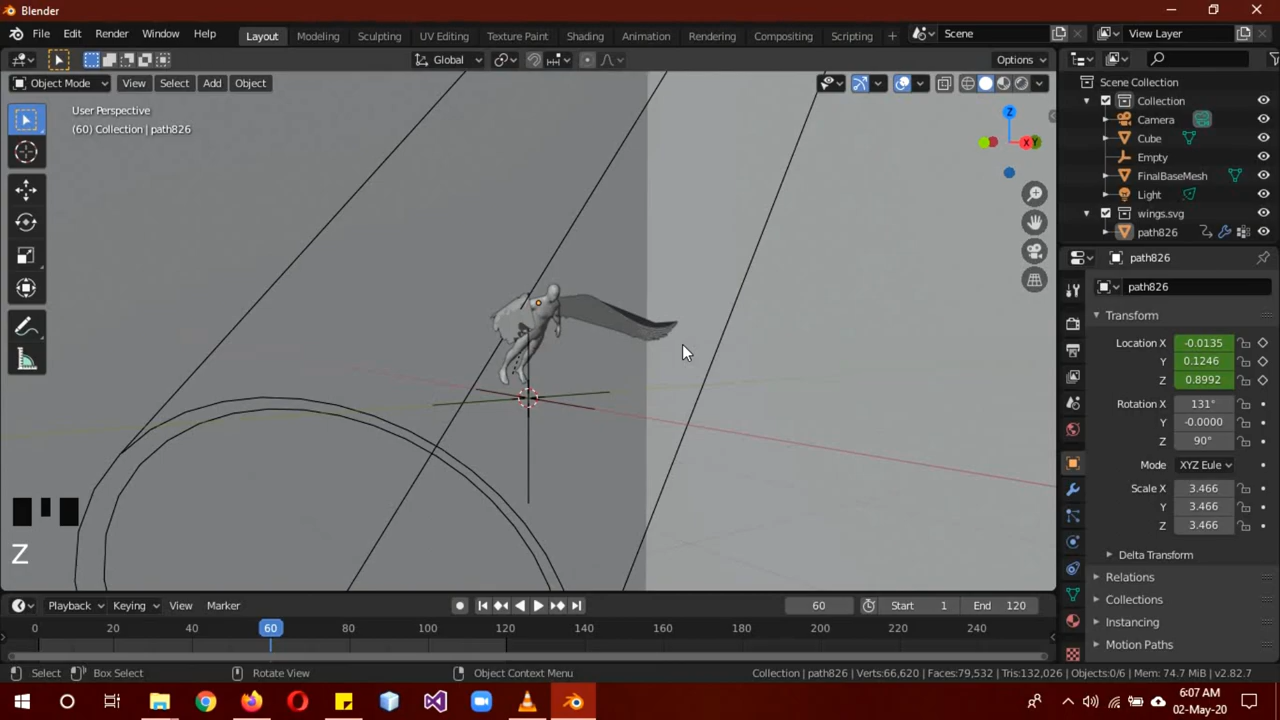 Blender
File Edit Render Window Help Layout Modeling Sculpting UV Editing Texture Paint Shading Animation Rendering Compositing Scripting Scene View Layer
Global Options
Object Mode View Select Add Object
User Perspective
(60) Collection | path826
Z
X
Y
Scene Collection
Collection
Camera
Cube
Empty
FinalBaseMesh
Light
wings.svg
path826
path826
path826
Transform
Location X -0.0135
Y 0.1246
Z 0.8992
Rotation X 131°
Y -0.0000
Z 90°
Mode XYZ Eule
Scale X 3.466
Y 3.466
Z 3.466
Delta Transform
Relations
Collections
Instancing
Motion Paths
Z
Playback Keying View Marker 60 Start 1 End 120
0 20 40 60 80 100 120 140 160 180 200 220 240
Select Box Select Rotate View Object Context Menu Collection | path826 | Verts:66,620 | Faces:79,532 | Tris:132,026 | Objects:0/6 | Mem: 74.7 MiB | v2.82.7
6:07 AM
02-May-20